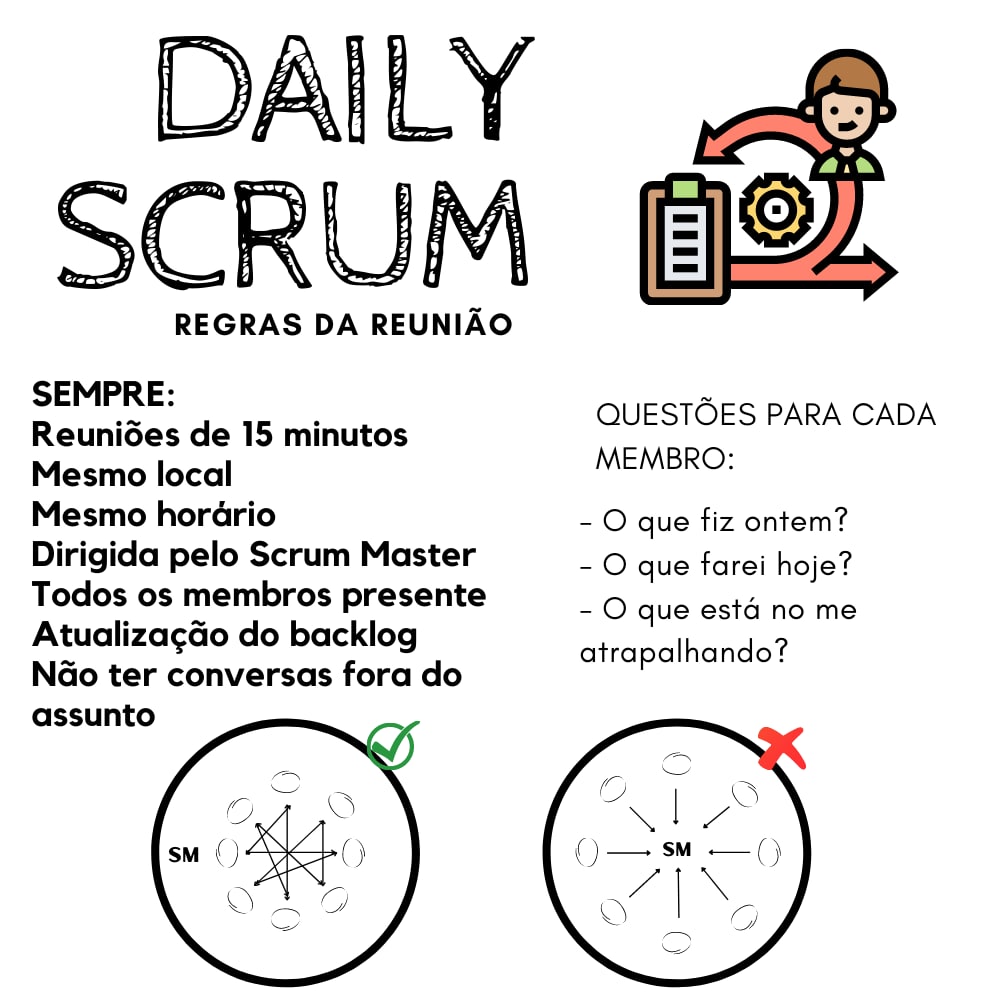 DAILY
SCRUM
REGRAS DA REUNIÃO
SEMPRE:
Reuniões de 15 minutos
Mesmo local
Mesmo horário
Dirigida pelo Scrum Master
Todos os membros presente
Atualização do backlog
Não ter conversas fora do
assunto
QUESTÕES PARA CADA
MEMBRO:
- O que fiz ontem?
- O que farei hoje?
- O que está no me
atrapalhando?
SM
SM